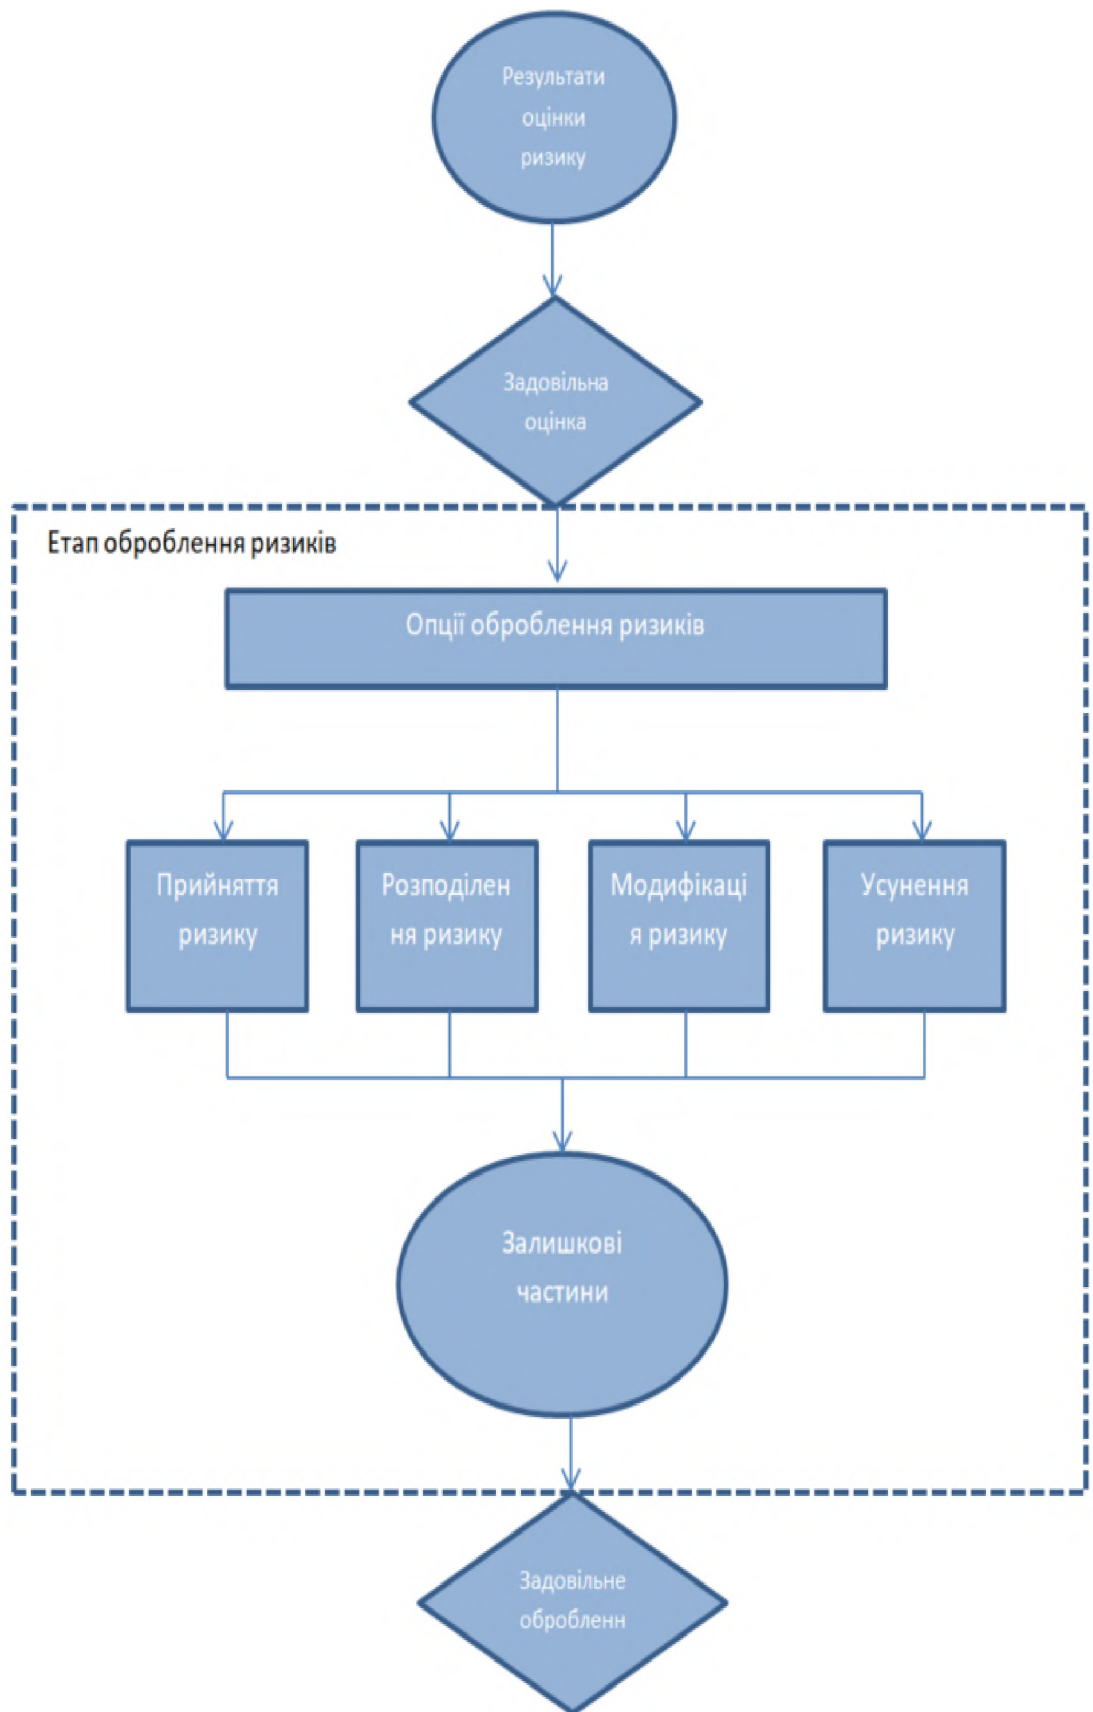 Результати
оцінки
ризику
Задовільна
оцінка
Етап оброблення ризиків
Опції оброблення ризиків
Прийняття
ризику
Розподілен
ня ризику
Модифікаці
я ризику
Усунення
ризику
Залишкові
частини
Задовільне
обробленн